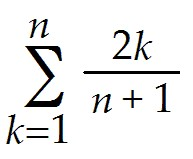 n
∑ 2k / n + 1
k=1